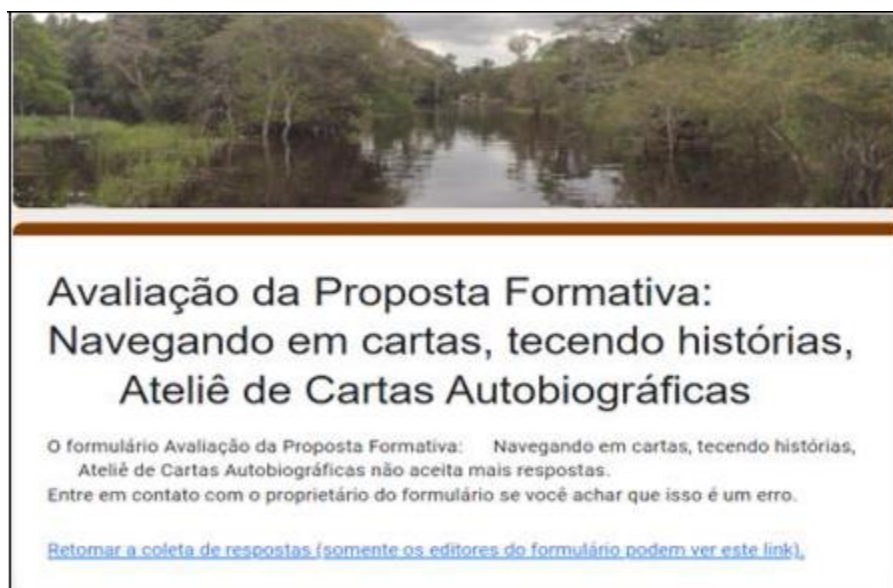 Avaliação da Proposta Formativa:
Navegando em cartas, tecendo histórias,
Ateliê de Cartas Autobiográficas
O formulário Avaliação da Proposta Formativa: Navegando em cartas, tecendo histórias,
Ateliê de Cartas Autobiográficas não aceita mais respostas.
Entre em contato com o proprietário do formulário se você achar que isso é um erro.
Retomar a coleta de respostas (somente os editores do formulário podem ver este link).